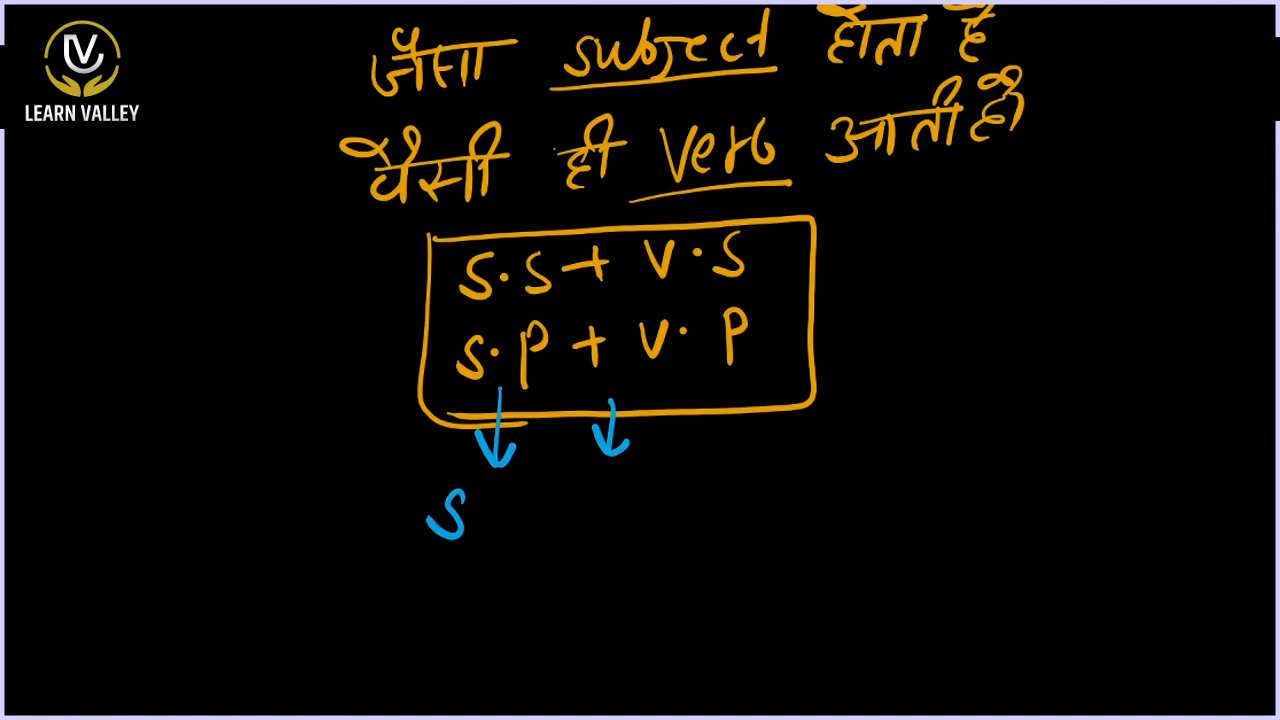 LEARN VALLEY
जैसा subject होता है
वैसी ही Verb आती है
S.S + V.S
S.P + V.P
S